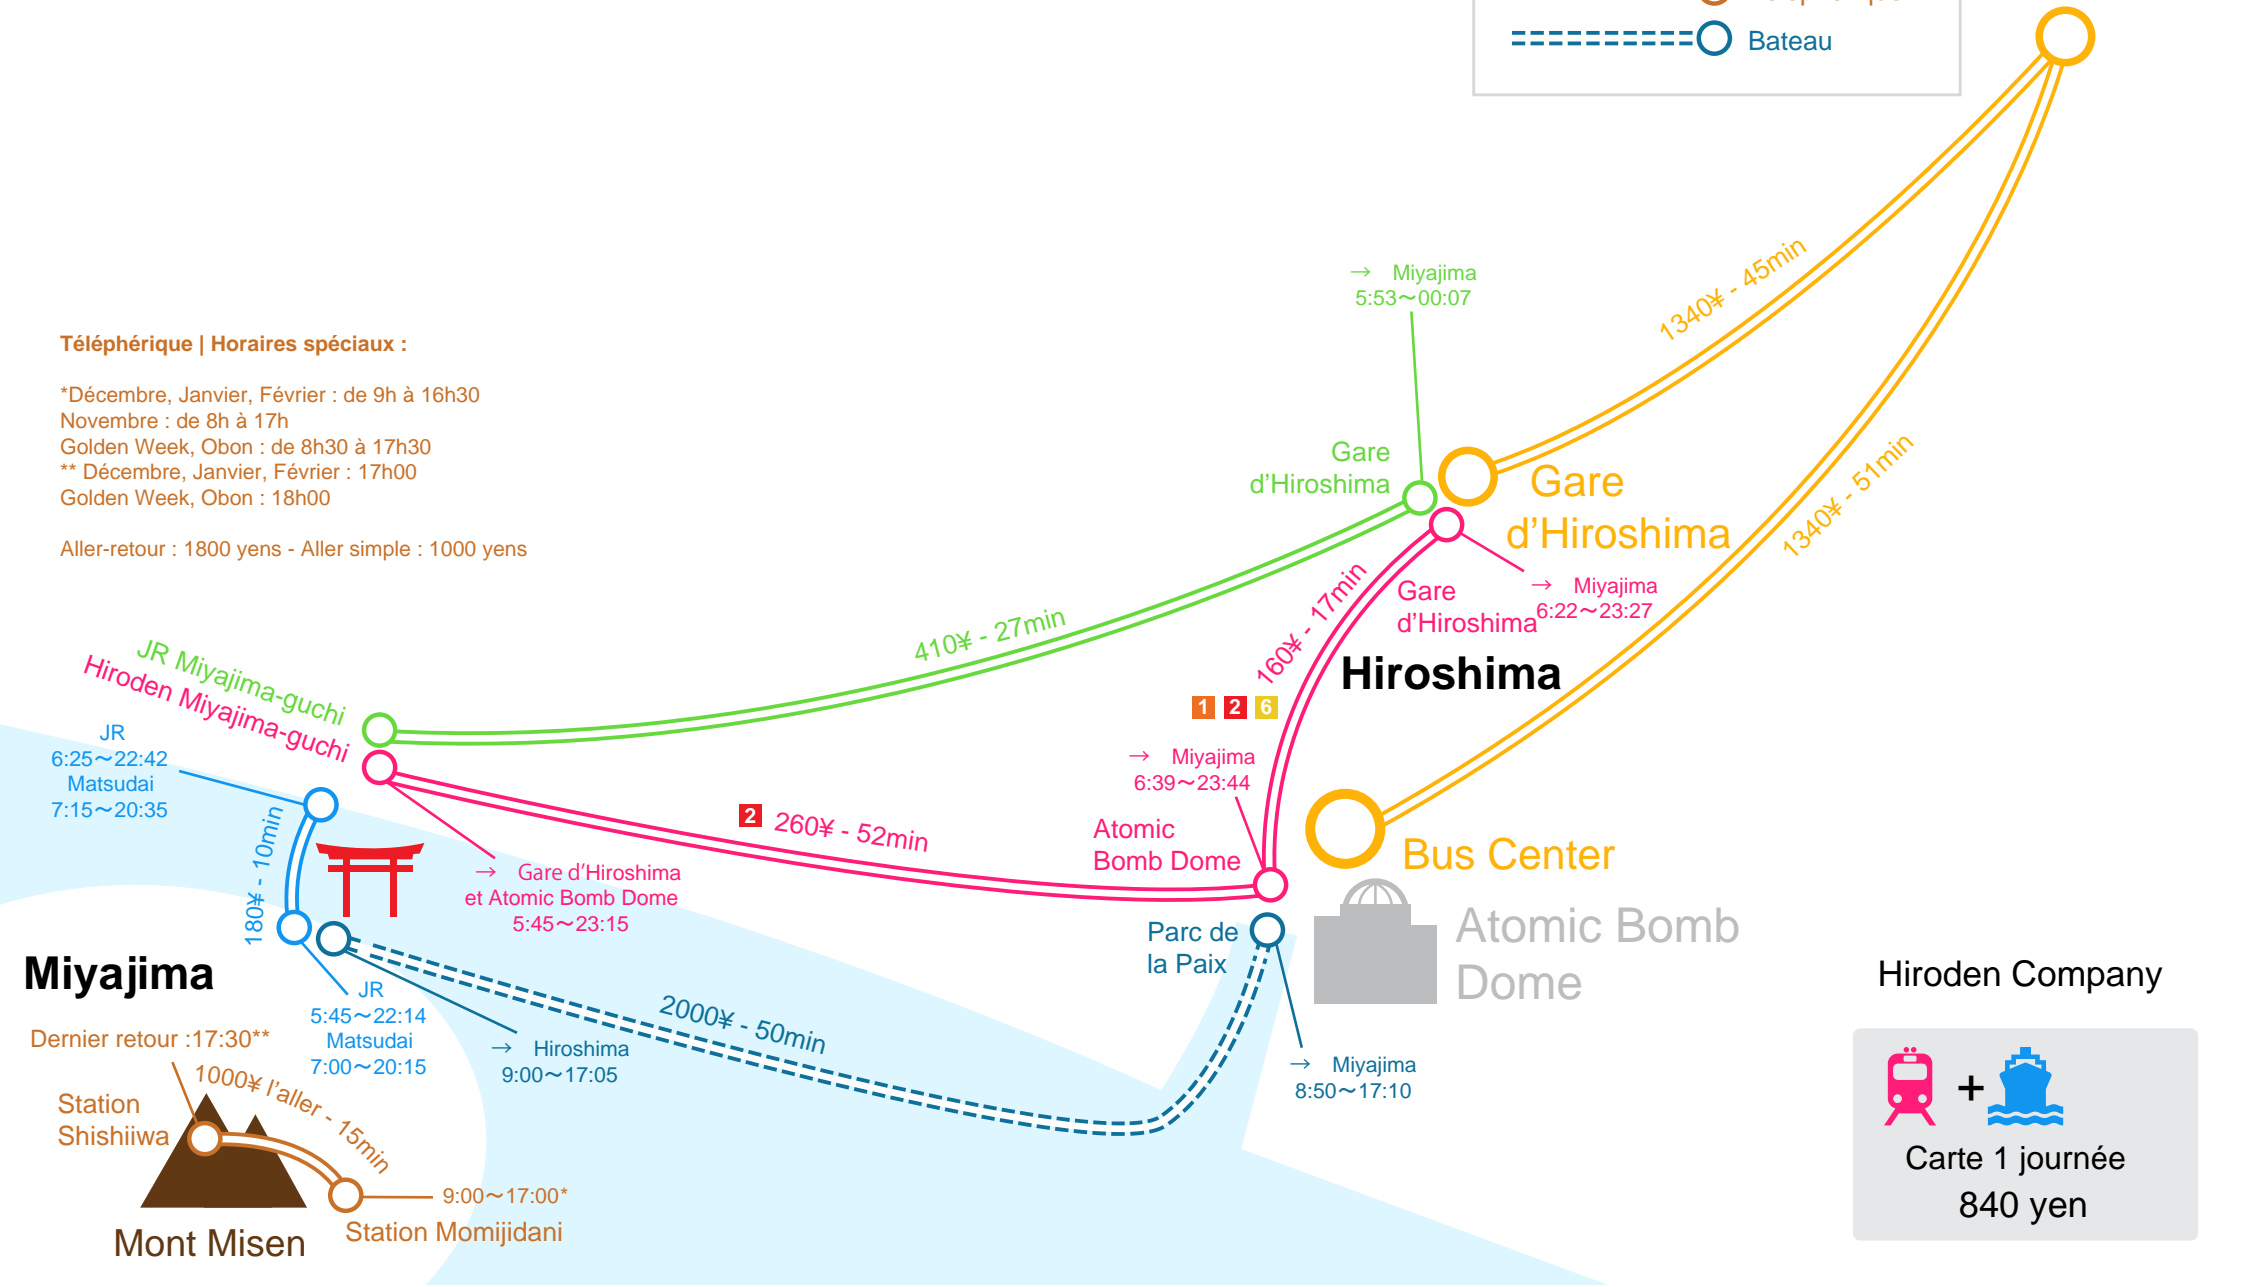 Bateau
1340¥ - 45min
1340¥ - 51min
→ Miyajima
5:53～00:07
Téléphérique | Horaires spéciaux :
*Décembre, Janvier, Février : de 9h à 16h30
Novembre : de 8h à 17h
Golden Week, Obon : de 8h30 à 17h30
** Décembre, Janvier, Février : 17h00
Golden Week, Obon : 18h00
Aller-retour : 1800 yens - Aller simple : 1000 yens
Gare
d'Hiroshima
Gare
d'Hiroshima
Gare
d'Hiroshima
→ Miyajima
6:22～23:27
160¥ - 17min
Hiroshima
410¥ - 27min
JR Miyajima-guchi
Hiroden Miyajima-guchi
1 2 6
→ Miyajima
6:39～23:44
JR
6:25～22:42
Matsudai
7:15～20:35
180¥ - 10min
2 260¥ - 52min
Atomic
Bomb Dome
Bus Center
→ Gare d'Hiroshima
et Atomic Bomb Dome
5:45～23:15
Atomic Bomb
Dome
Parc de
la Paix
Miyajima
JR
5:45～22:14
Matsudai
7:00～20:15
2000¥ - 50min
→ Hiroshima
9:00～17:05
→ Miyajima
8:50～17:10
Dernier retour :17:30**
1000¥ l'aller - 15min
Station
Shishiiwa
9:00～17:00*
Station Momijidani
Mont Misen
Hiroden Company
+
Carte 1 journée
840 yen